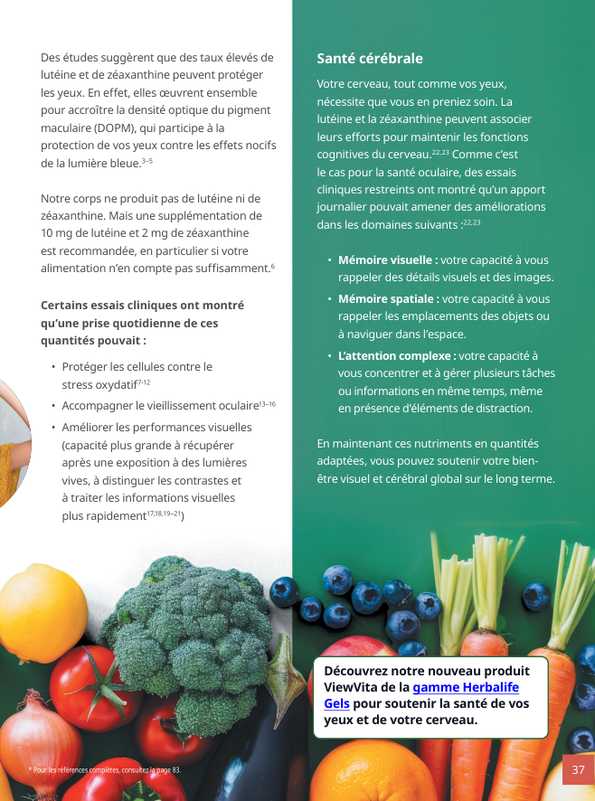 Des études suggèrent que des taux élevés de
lutéine et de zéaxanthine peuvent protéger
les yeux. En effet, elles œuvrent ensemble
pour accroître la densité optique du pigment
maculaire (DOPM), qui participe à la
protection de vos yeux contre les effets nocifs
de la lumière bleue.3–5
Notre corps ne produit pas de lutéine ni de
zéaxanthine. Mais une supplémentation de
10 mg de lutéine et 2 mg de zéaxanthine
est recommandée, en particulier si votre
alimentation n’en compte pas suffisamment.6
Certains essais cliniques ont montré
qu’une prise quotidienne de ces
quantités pouvait :
• Protéger les cellules contre le
stress oxydatif7-12
• Accompagner le vieillissement oculaire13–16
• Améliorer les performances visuelles
(capacité plus grande à récupérer
après une exposition à des lumières
vives, à distinguer les contrastes et
à traiter les informations visuelles
plus rapidement17,18,19–21)
Santé cérébrale
Votre cerveau, tout comme vos yeux,
nécessite que vous en preniez soin. La
lutéine et la zéaxanthine peuvent associer
leurs efforts pour maintenir les fonctions
cognitives du cerveau.22,23 Comme c’est
le cas pour la santé oculaire, des essais
cliniques restreints ont montré qu’un apport
journalier pouvait amener des améliorations
dans les domaines suivants :22,23
• Mémoire visuelle : votre capacité à vous
rappeler des détails visuels et des images.
• Mémoire spatiale : votre capacité à vous
rappeler les emplacements des objets ou
à naviguer dans l’espace.
• L’attention complexe : votre capacité à
vous concentrer et à gérer plusieurs tâches
ou informations en même temps, même
en présence d’éléments de distraction.
En maintenant ces nutriments en quantités
adaptées, vous pouvez soutenir votre bien-
être visuel et cérébral global sur le long terme.
Découvrez notre nouveau produit
ViewVita de la gamme Herbalife
Gels pour soutenir la santé de vos
yeux et de votre cerveau.
* Pour les références complètes, consultez la page 83.
37